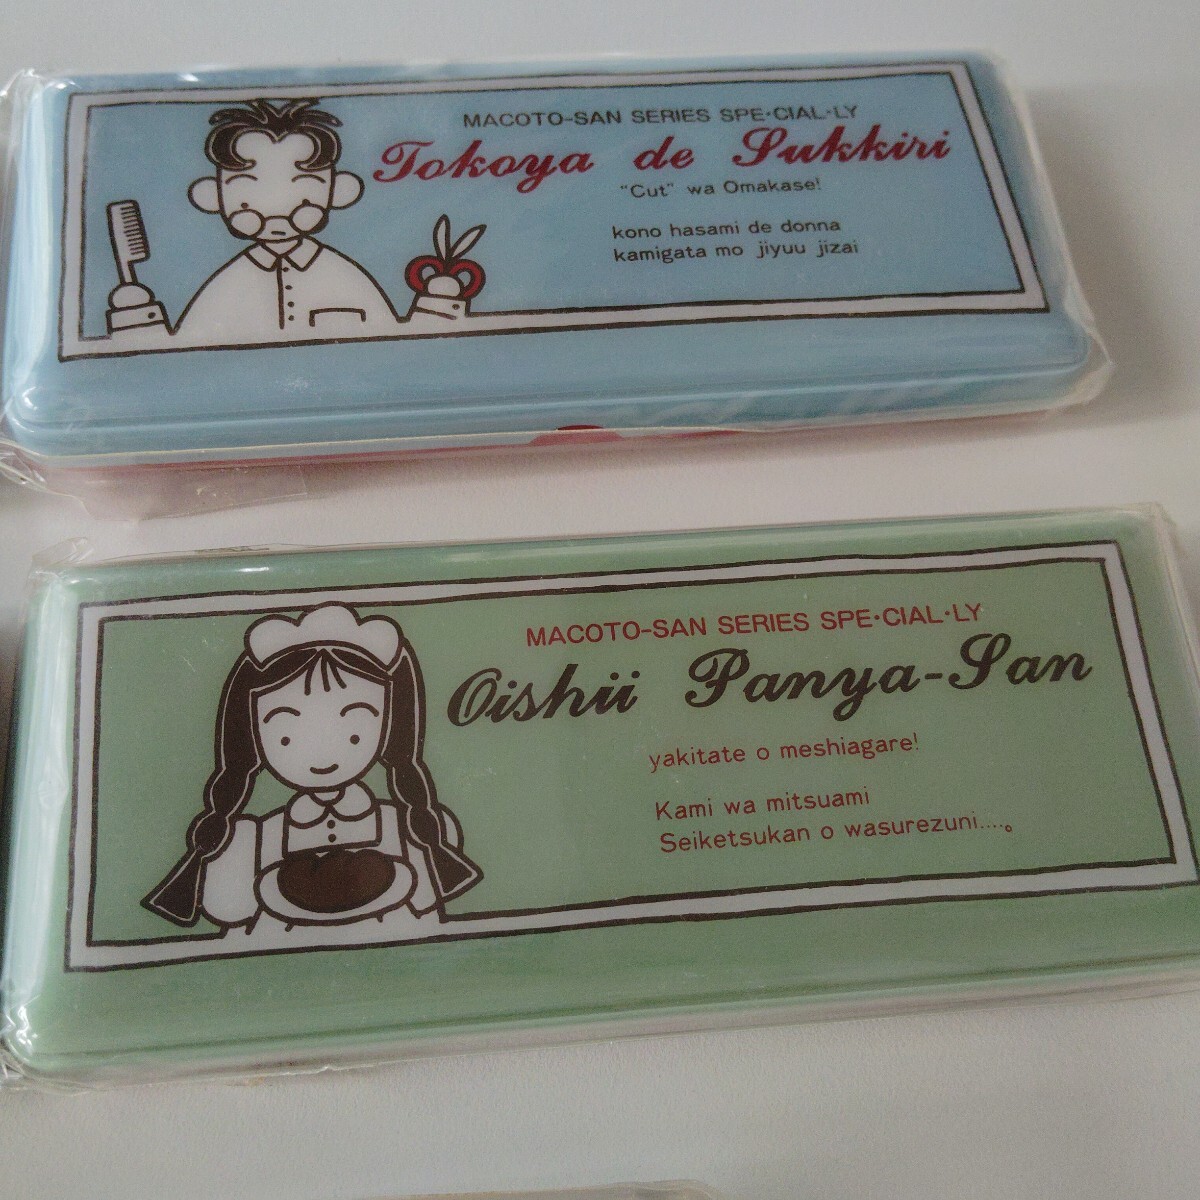 MACOTO-SAN SERIES SPE·CIAL·LY
Tokoya de Sukkiri
"Cut" wa Omakase!
kono hasami de donna
kamigata mo jiyuu jizai
MACOTO-SAN SERIES SPE·CIAL·LY
Oishii Panya-San
yakitate o meshiagare!
Kami wa mitsuami
Seiketsukan o wasurezuni....。